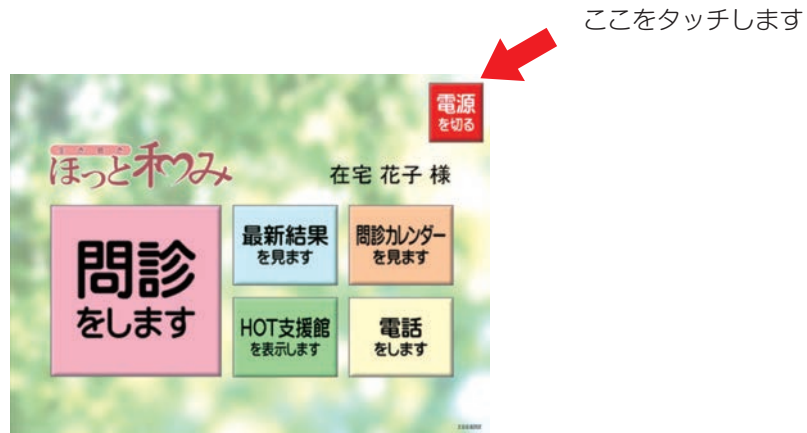 ここをタッチします
電源
を切る
ほっと和つみ
在宅 花子 様
問診
をします
最新結果
を見ます
問診カレンダー
を見ます
HOT支援館
を表示します
電話
をします